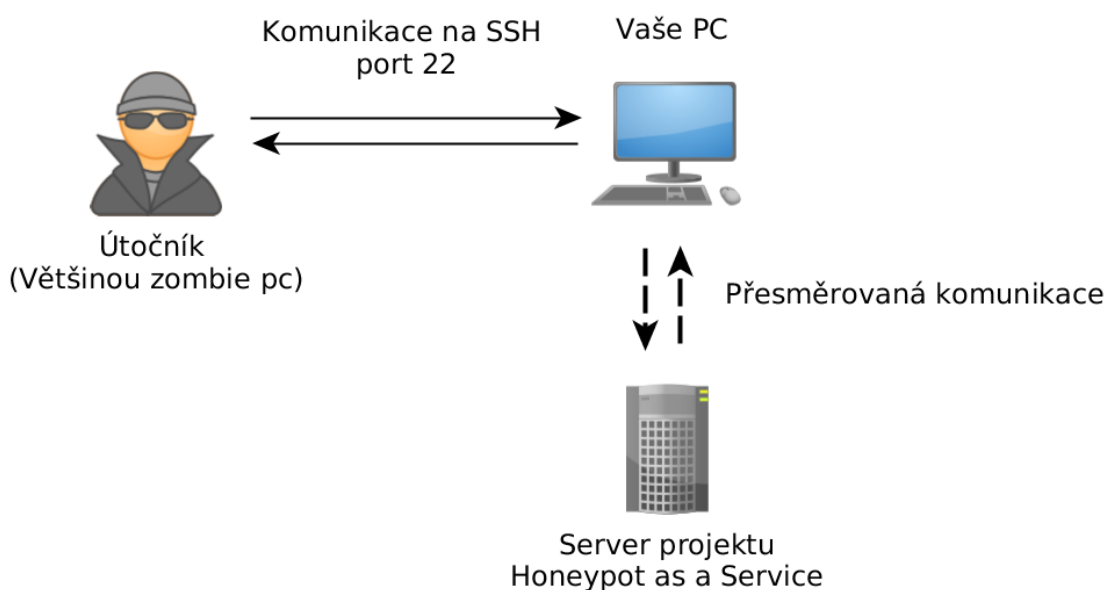 Komunikace na SSH
port 22
Vaše PC
Útočník
(Většinou zombie pc)
Přesměrovaná komunikace
Server projektu
Honeypot as a Service